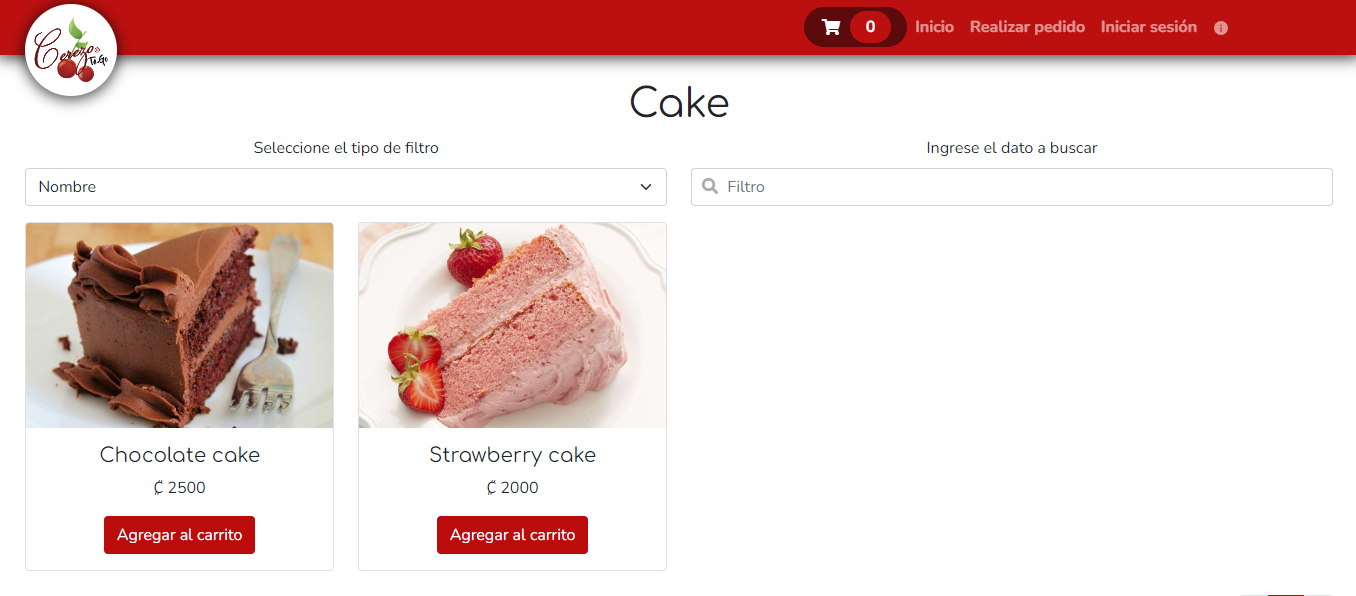 Cerezo
To Go
0
Inicio
Realizar pedido
Iniciar sesión
Cake
Seleccione el tipo de filtro
Ingrese el dato a buscar
Nombre
Filtro
Chocolate cake
Strawberry cake
₡ 2500
₡ 2000
Agregar al carrito
Agregar al carrito